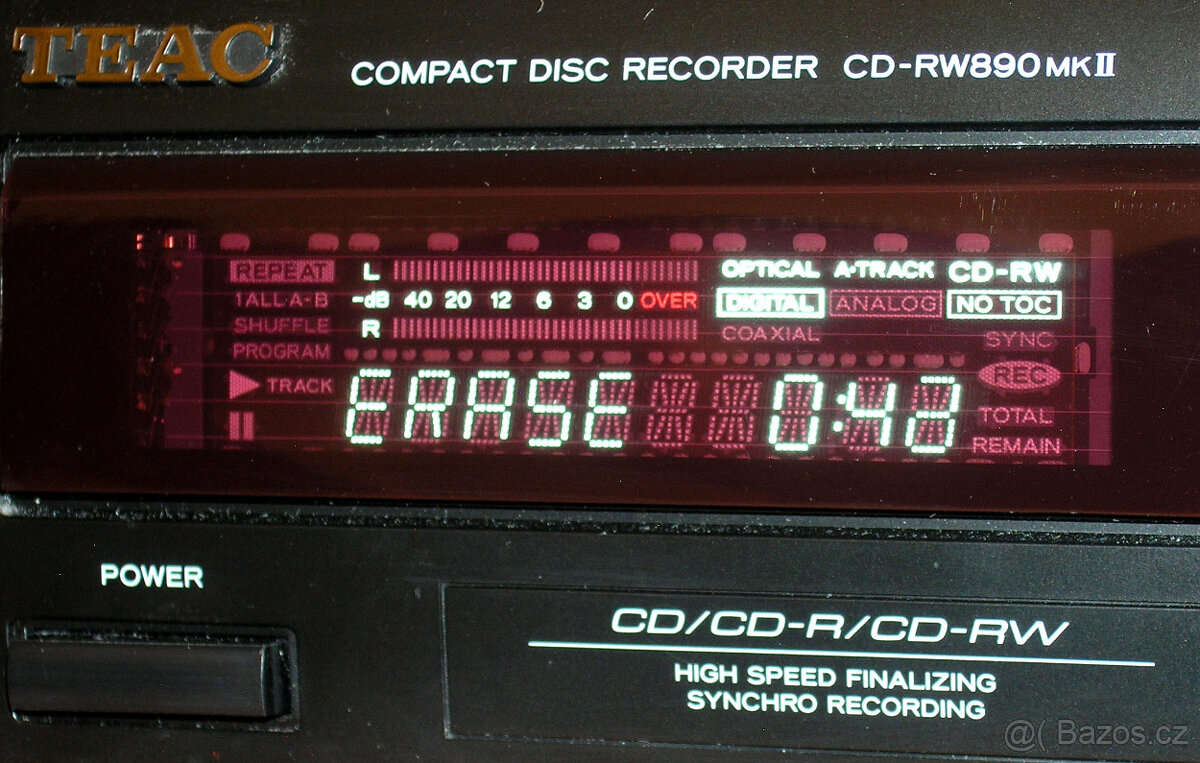 TEAC
COMPACT DISC RECORDER CD-RW890 MKII
REPEAT L OPTICAL A·TRACK CD-RW
1ALL A-B -dB 40 20 12 6 3 0 OVER DIGITAL ANALOG NO TOC
SHUFFLE R COAXIAL SYNC
PROGRAM REC
TRACK ERASE 0:42 TOTAL
REMAIN
POWER
CD/CD-R/CD-RW
HIGH SPEED FINALIZING
SYNCHRO RECORDING
@( Bazos.cz